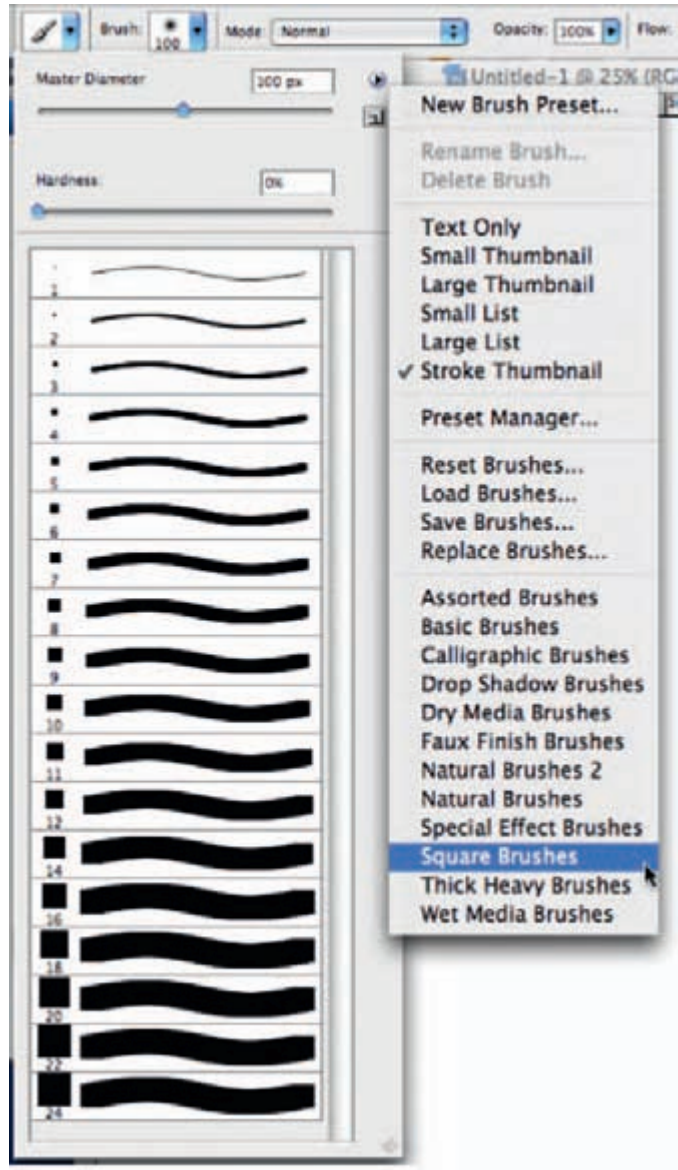 Brush: 100 Mode: Normal Opacity: 100% Flow:
Untitled-1 @ 25% (RG
Master Diameter 100 px
Hardness: 0%
1
2
3
4
5
6
7
8
9
10
11
12
14
16
18
20
22
24
New Brush Preset...
Rename Brush...
Delete Brush
Text Only
Small Thumbnail
Large Thumbnail
Small List
Large List
✓ Stroke Thumbnail
Preset Manager...
Reset Brushes...
Load Brushes...
Save Brushes...
Replace Brushes...
Assorted Brushes
Basic Brushes
Calligraphic Brushes
Drop Shadow Brushes
Dry Media Brushes
Faux Finish Brushes
Natural Brushes 2
Natural Brushes
Special Effect Brushes
Square Brushes
Thick Heavy Brushes
Wet Media Brushes